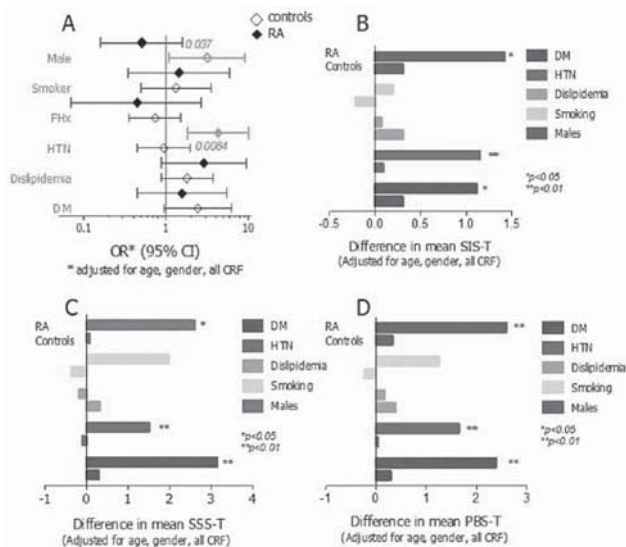 A
controls
RA
0.037
Male
Smoker
FHx
HTN
0.0084
Dislipidemia
DM
0.1
1
10
OR* (95% CI)
* adjusted for age, gender, all CRF
B
RA
Controls
*
**
*
DM
HTN
Dislipidemia
Smoking
Males
*p<0.05
**p<0.01
-0.5
0.0
0.5
1.0
1.5
Difference in mean SIS-T
(Adjusted for age, gender, all CRF)
C
RA
Controls
*
**
**
DM
HTN
Dislipidemia
Smoking
Males
*p<0.05
**p<0.01
-1
0
1
2
3
4
Difference in mean SSS-T
(Adjusted for age, gender, all CRF)
D
RA
Controls
**
**
**
DM
HTN
Dislipidemia
Smoking
Males
*p<0.05
**p<0.01
-1
0
1
2
3
Difference in mean PBS-T
(Adjusted for age, gender, all CRF)